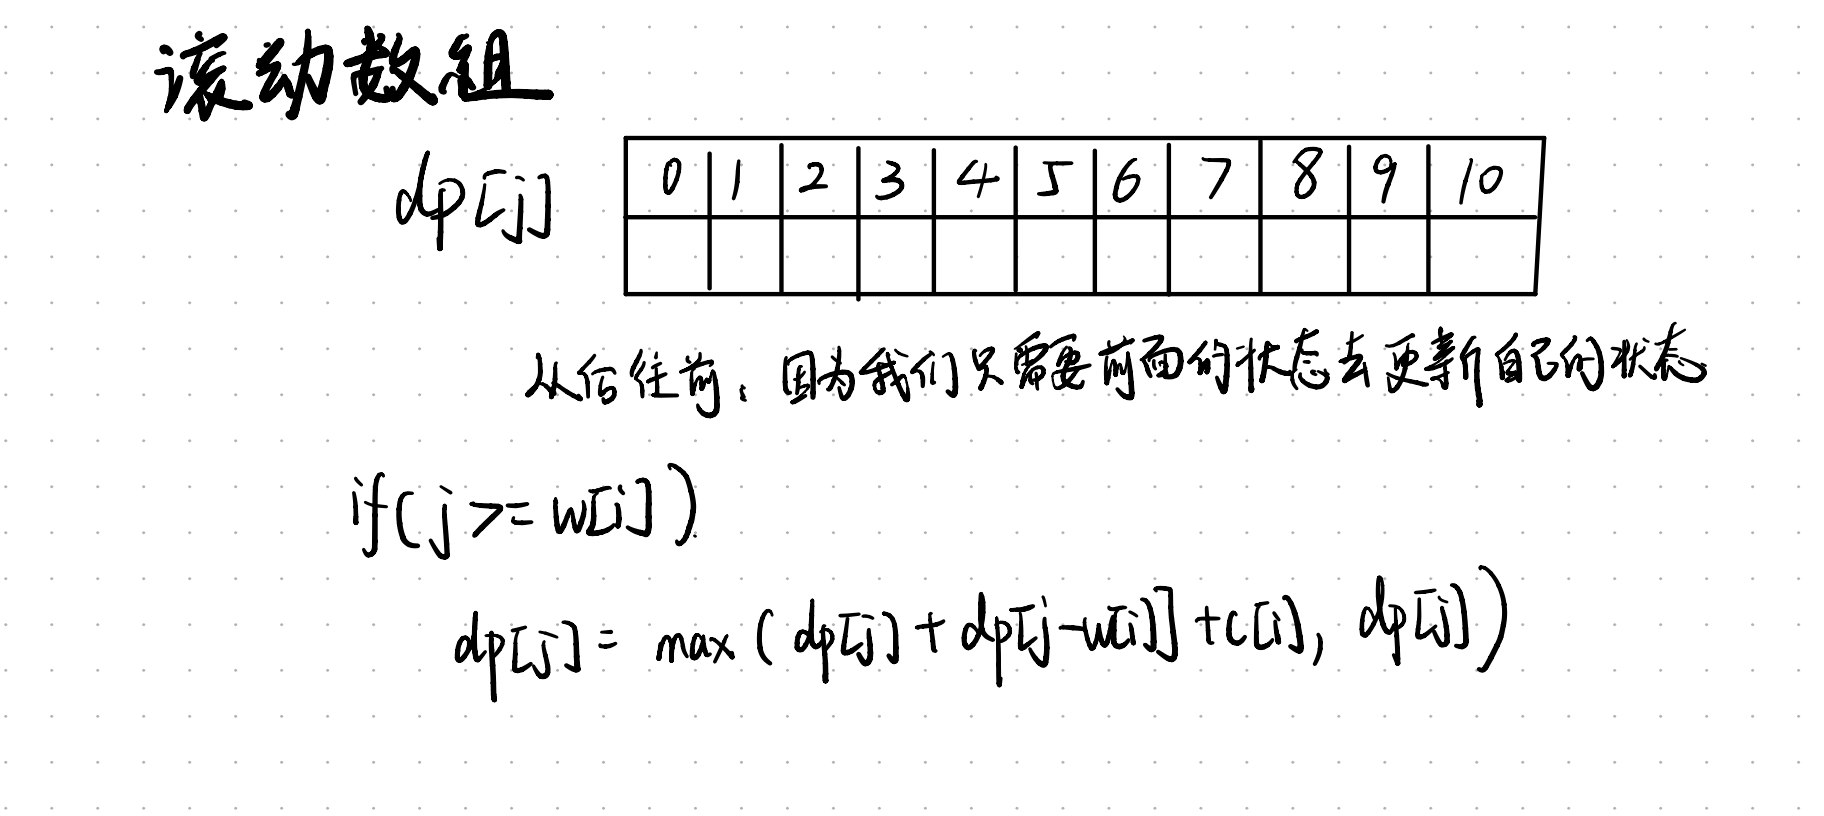 滚动数组
dp[j]
0 1 2 3 4 5 6 7 8 9 10
从后往前：因为我们只需要前面的状态去更新自己的状态
if(j>=w[i])
dp[j] = max(dp[j] + dp[j-w[i]] + c[i], dp[j])